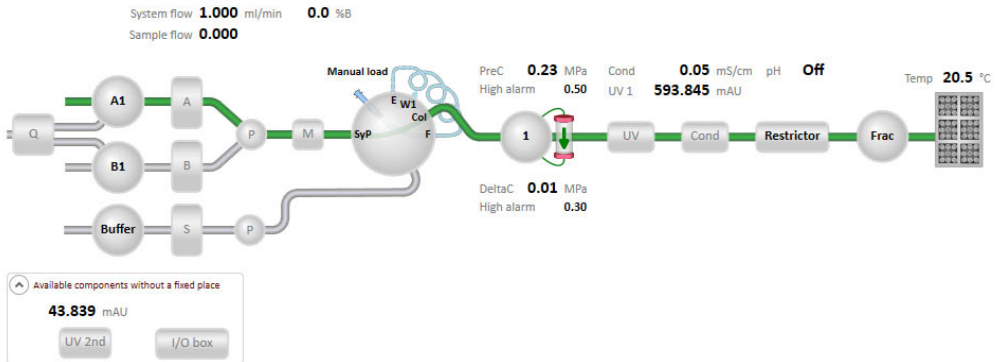 System flow 1.000 ml/min 0.0 %B
Sample flow 0.000
Manual load
PreC 0.23 MPa Cond 0.05 mS/cm pH Off
High alarm 0.50 UV 1 593.845 mAU
Temp 20.5 °C
E W1
Col
SyP F
A1 A
Q P M 1 UV Cond Restrictor Frac
B1 B
DeltaC 0.01 MPa
High alarm 0.30
Buffer S P
Available components without a fixed place
43.839 mAU
UV 2nd I/O box